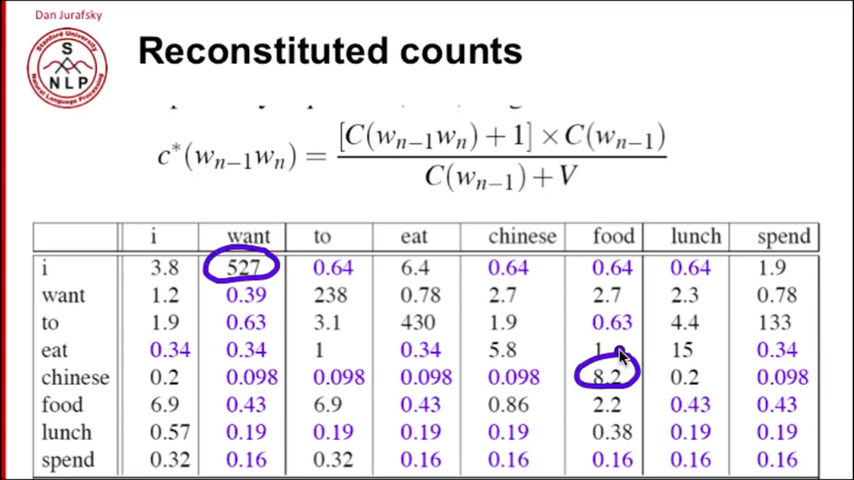 Dan Jurafsky
Stanford University
S
NLP
Natural Language Processing
Reconstituted counts
c*(wₙ₋₁wₙ) = [C(wₙ₋₁wₙ)+1] × C(wₙ₋₁) / C(wₙ₋₁)+V
i want to eat chinese food lunch spend
i 3.8 527 0.64 6.4 0.64 0.64 0.64 1.9
want 1.2 0.39 238 0.78 2.7 2.7 2.3 0.78
to 1.9 0.63 3.1 430 1.9 0.63 4.4 133
eat 0.34 0.34 1 0.34 5.8 15 0.34
chinese 0.2 0.098 0.098 0.098 0.098 8.2 0.2 0.098
food 6.9 0.43 6.9 0.43 0.86 2.2 0.43 0.43
lunch 0.57 0.19 0.19 0.19 0.19 0.38 0.19 0.19
spend 0.32 0.16 0.32 0.16 0.16 0.16 0.16 0.16